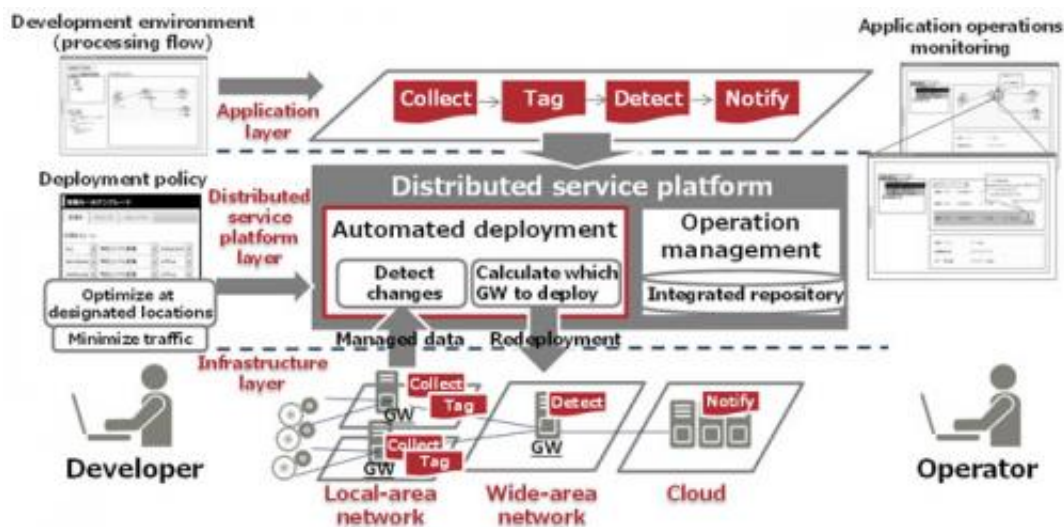 Development environment
(processing flow)
Application operations
monitoring
Application
layer
Collect
Tag
Detect
Notify
Deployment policy
Distributed
service
platform
layer
Distributed service platform
Automated deployment
Detect
changes
Calculate which
GW to deploy
Operation
management
Integrated repository
Optimize at
designated locations
Minimize traffic
Managed data
Redeployment
Infrastructure
layer
Collect
Tag
GW
Collect
Tag
GW
Detect
GW
Notify
Developer
Operator
Local-area
network
Wide-area
network
Cloud